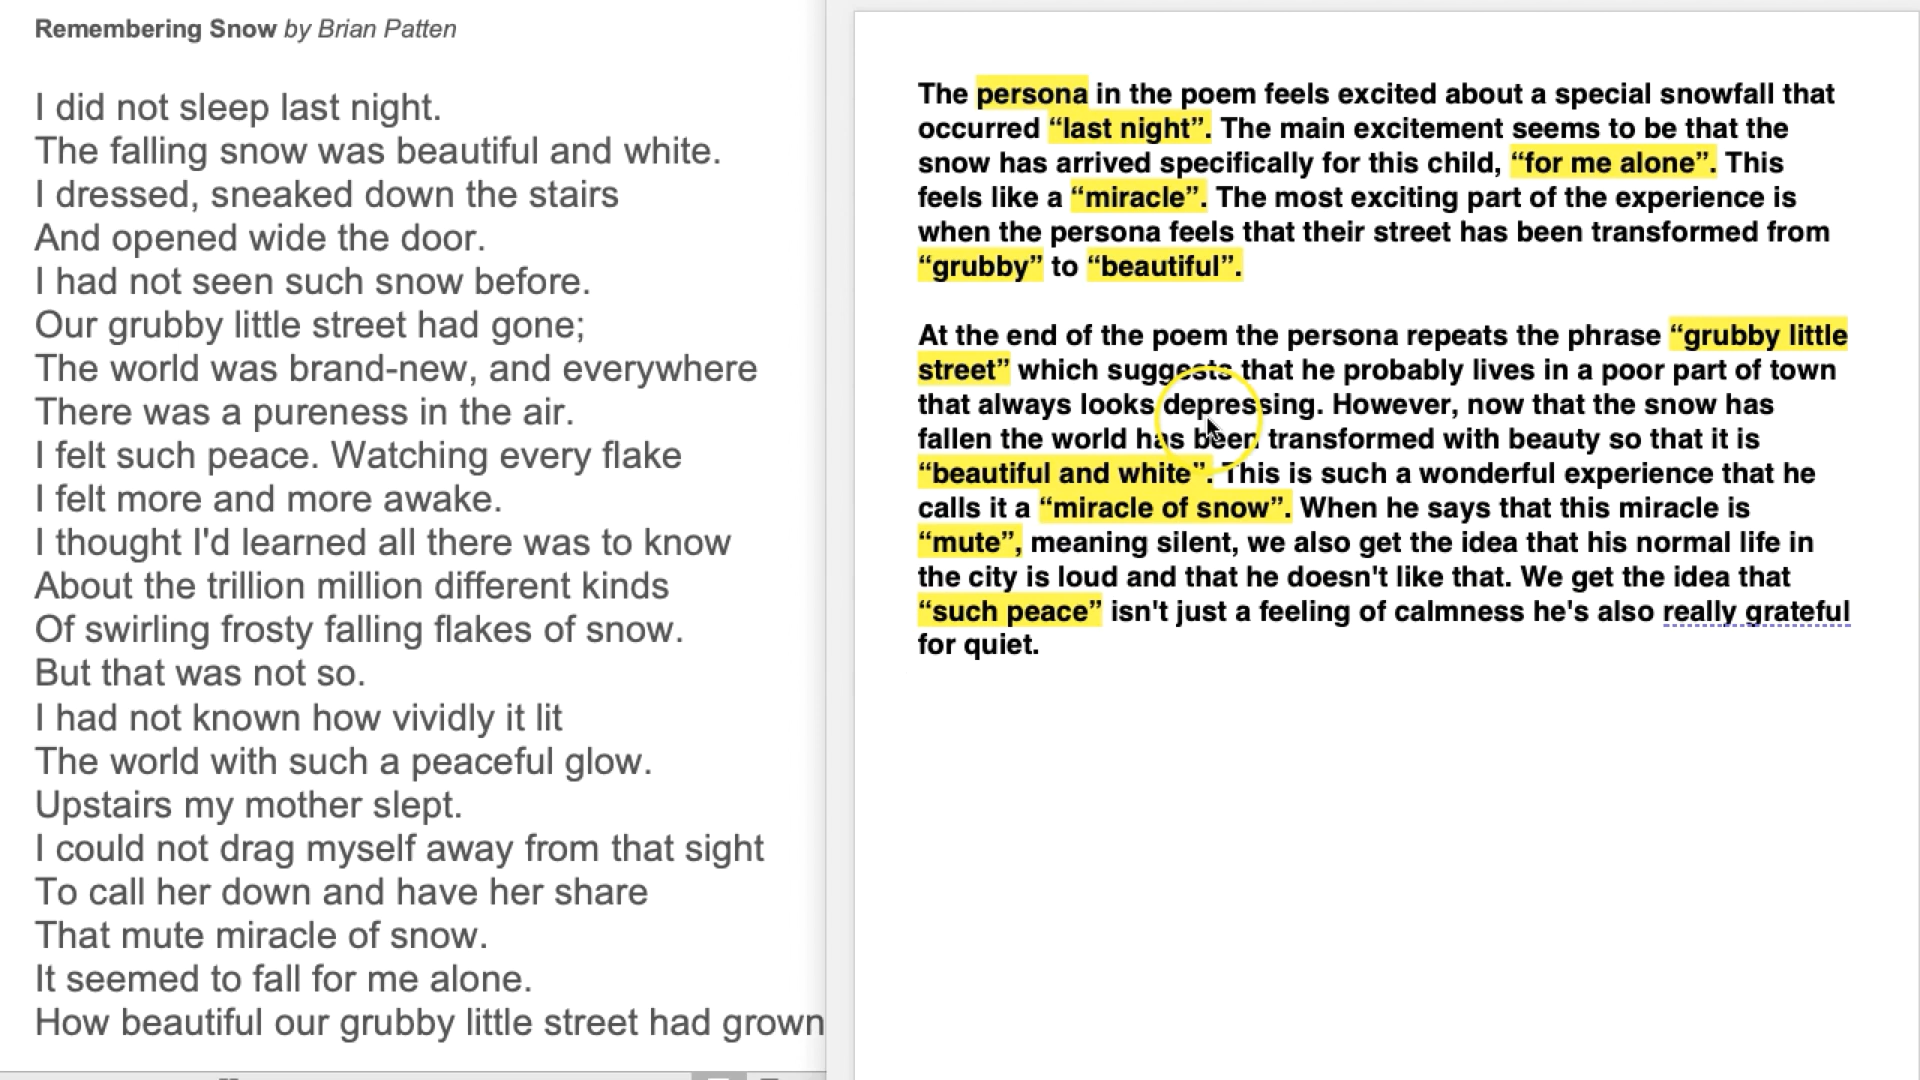 Remembering Snow by Brian Patten
I did not sleep last night.
The falling snow was beautiful and white.
I dressed, sneaked down the stairs
And opened wide the door.
I had not seen such snow before.
Our grubby little street had gone;
The world was brand-new, and everywhere
There was a pureness in the air.
I felt such peace. Watching every flake
I felt more and more awake.
I thought I'd learned all there was to know
About the trillion million different kinds
Of swirling frosty falling flakes of snow.
But that was not so.
I had not known how vividly it lit
The world with such a peaceful glow.
Upstairs my mother slept.
I could not drag myself away from that sight
To call her down and have her share
That mute miracle of snow.
It seemed to fall for me alone.
How beautiful our grubby little street had grown
The persona in the poem feels excited about a special snowfall that
occurred “last night”. The main excitement seems to be that the
snow has arrived specifically for this child, “for me alone”. This
feels like a “miracle”. The most exciting part of the experience is
when the persona feels that their street has been transformed from
“grubby” to “beautiful”.
At the end of the poem the persona repeats the phrase “grubby little
street” which suggests that he probably lives in a poor part of town
that always looks depressing. However, now that the snow has
fallen the world has been transformed with beauty so that it is
“beautiful and white”. This is such a wonderful experience that he
calls it a “miracle of snow”. When he says that this miracle is
“mute”, meaning silent, we also get the idea that his normal life in
the city is loud and that he doesn't like that. We get the idea that
“such peace” isn't just a feeling of calmness he's also really grateful
for quiet.